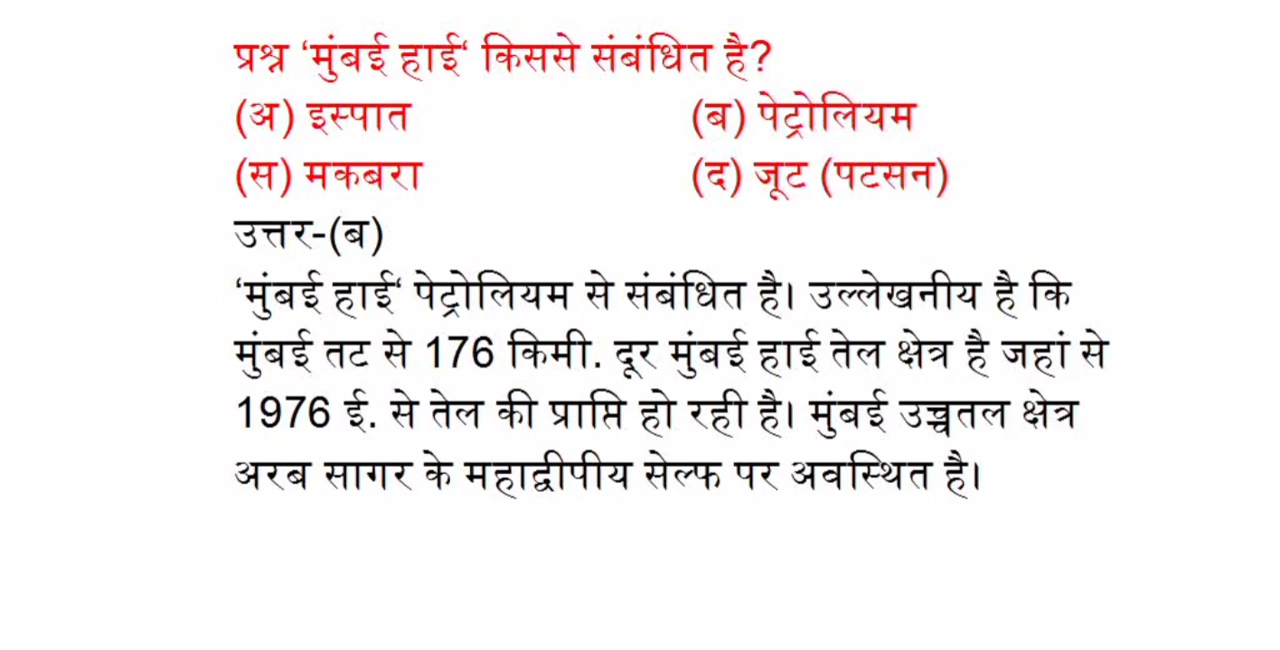 प्रश्न ‘मुंबई हाई‘ किससे संबंधित है?
(अ) इस्पात (ब) पेट्रोलियम
(स) मकबरा (द) जूट (पटसन)
उत्तर-(ब)
‘मुंबई हाई‘ पेट्रोलियम से संबंधित है। उल्लेखनीय है कि
मुंबई तट से 176 किमी. दूर मुंबई हाई तेल क्षेत्र है जहां से
1976 ई. से तेल की प्राप्ति हो रही है। मुंबई उच्चतल क्षेत्र
अरब सागर के महाद्वीपीय सेल्फ पर अवस्थित है।